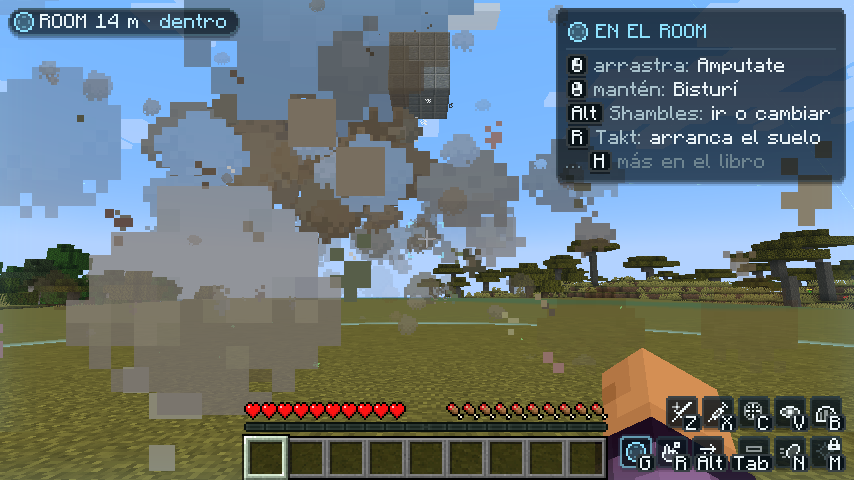 ROOM 14 m · dentro
EN EL ROOM
arrastra: Amputate
mantén: Bisturí
Alt Shambles: ir o cambiar
R Takt: arranca el suelo
... H más en el libro
Z X C V B
G R Alt Tab N M